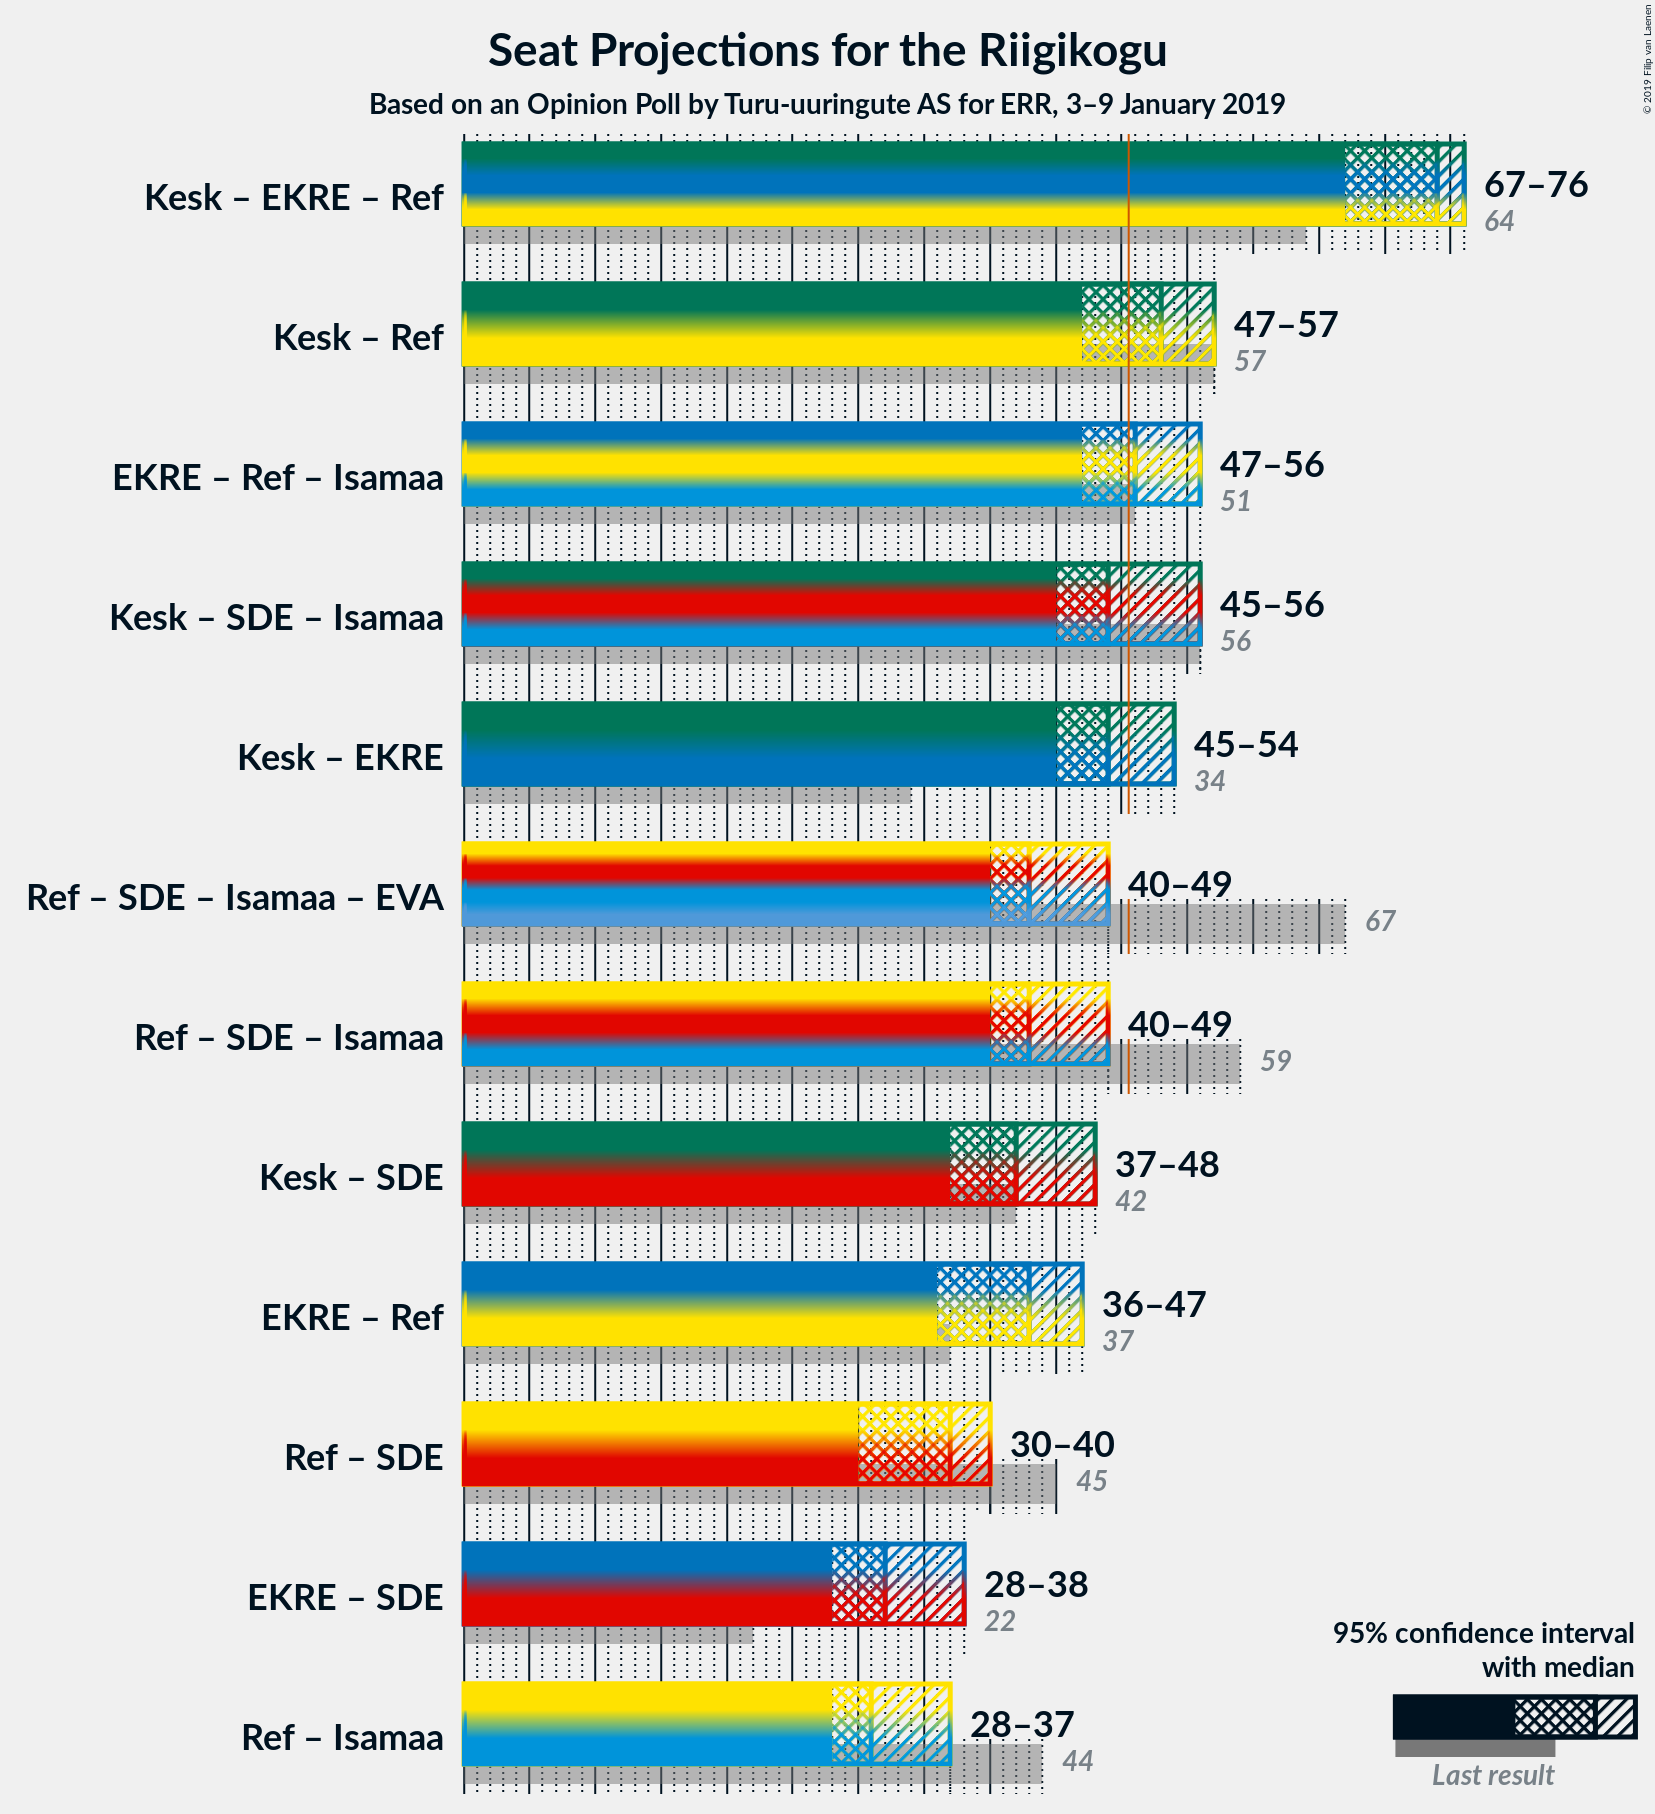 Seat Projections for the Riigikogu
Based on an Opinion Poll by Turu-uuringute AS for ERR, 3–9 January 2019
© 2019 Filip van Laenen
Kesk – EKRE – Ref
67–76
64
Kesk – Ref
47–57
57
EKRE – Ref – Isamaa
47–56
51
Kesk – SDE – Isamaa
45–56
56
Kesk – EKRE
45–54
34
Ref – SDE – Isamaa – EVA
40–49
67
Ref – SDE – Isamaa
40–49
59
Kesk – SDE
37–48
42
EKRE – Ref
36–47
37
Ref – SDE
30–40
45
EKRE – SDE
28–38
22
Ref – Isamaa
28–37
44
95% confidence interval
with median
Last result